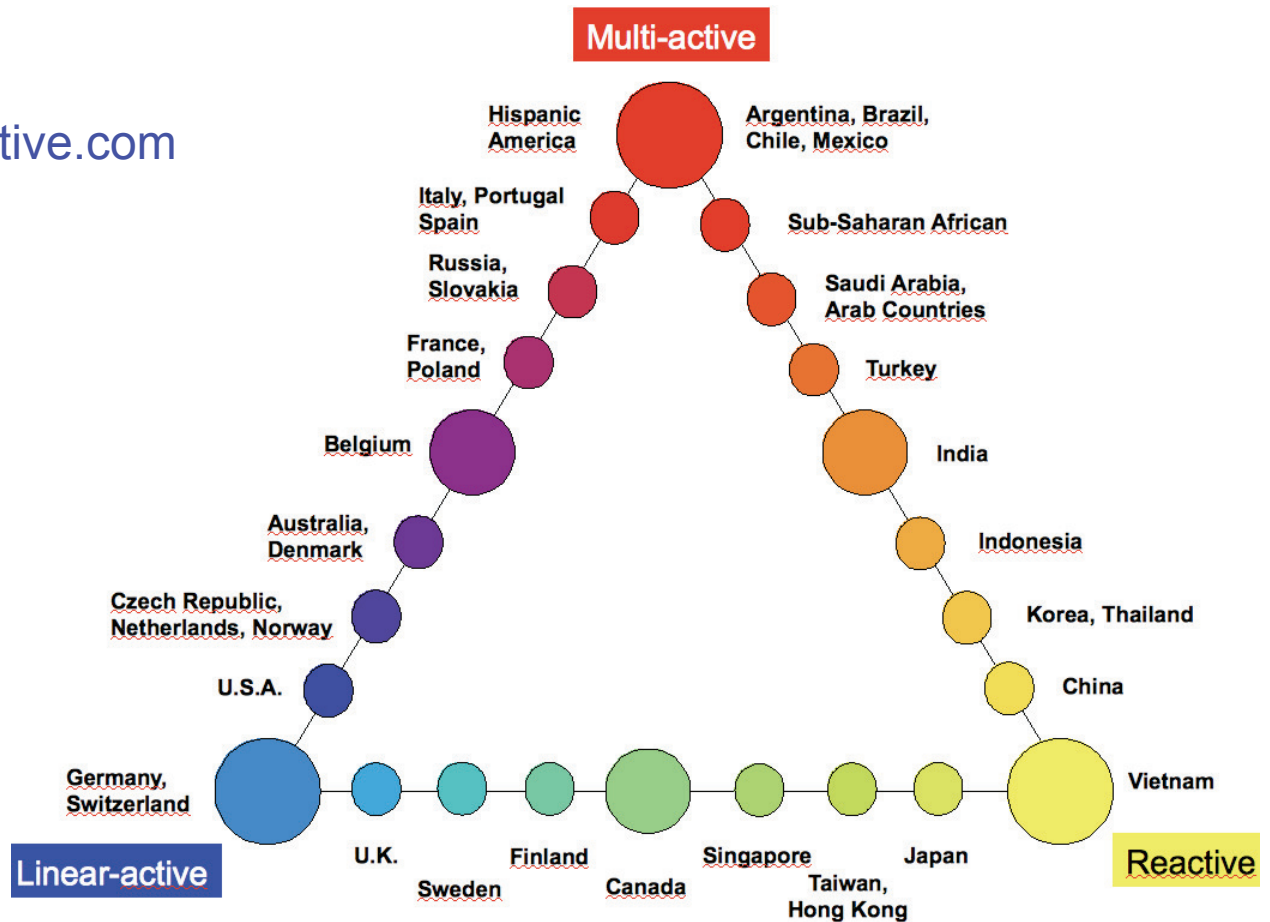 Multi-active
tive.com
Hispanic
America
Argentina, Brazil,
Chile, Mexico
Italy, Portugal
Spain
Sub-Saharan African
Russia,
Slovakia
Saudi Arabia,
Arab Countries
France,
Poland
Turkey
Belgium
India
Australia,
Denmark
Indonesia
Czech Republic,
Netherlands, Norway
Korea, Thailand
U.S.A.
China
Germany,
Switzerland
Vietnam
Linear-active
U.K.
Sweden
Finland
Canada
Singapore
Taiwan,
Hong Kong
Japan
Reactive